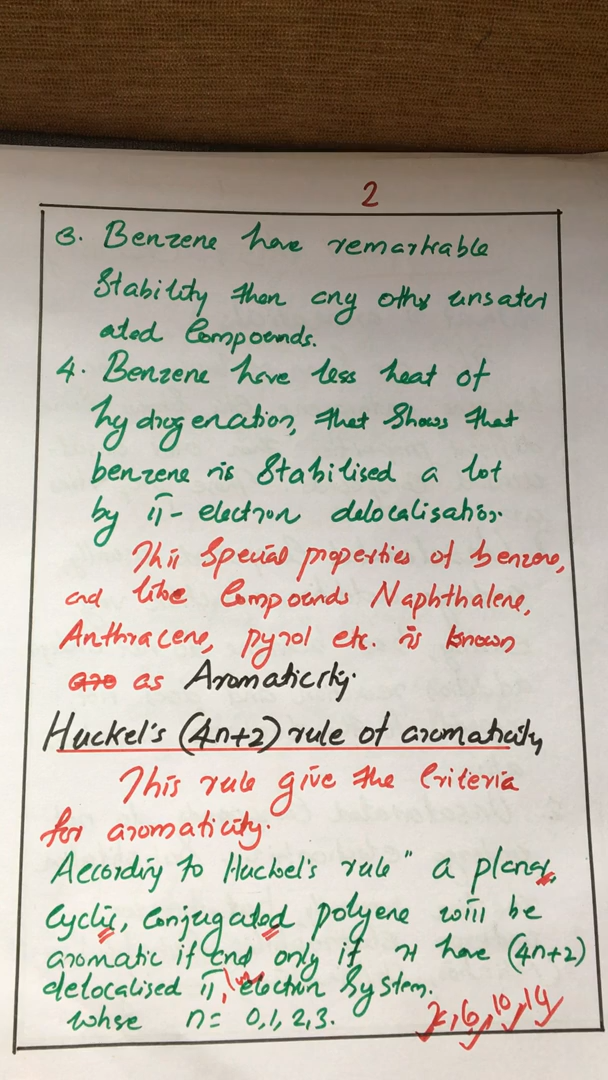 2
3. Benzene have remarkable
Stability then any other unsatur
ated Compounds.
4. Benzene have less heat of
hydrogenation, that shows that
benzene is Stabilised a lot
by π-electron delocalisation.
This Special properties of benzene,
and like Compounds Naphthalene,
Anthracene, pyrol etc. is known
are as Aromaticity.
Huckel's (4n+2) rule of aromaticity
This rule give the Criteria
for aromaticity.
According to Huckel's rule " a planar,
Cyclic, Conjugated polyene will be
aromatic if and only if it have (4n+2)
delocalised π, electron System.
whse n= 0,1,2,3. 2,6,10,14